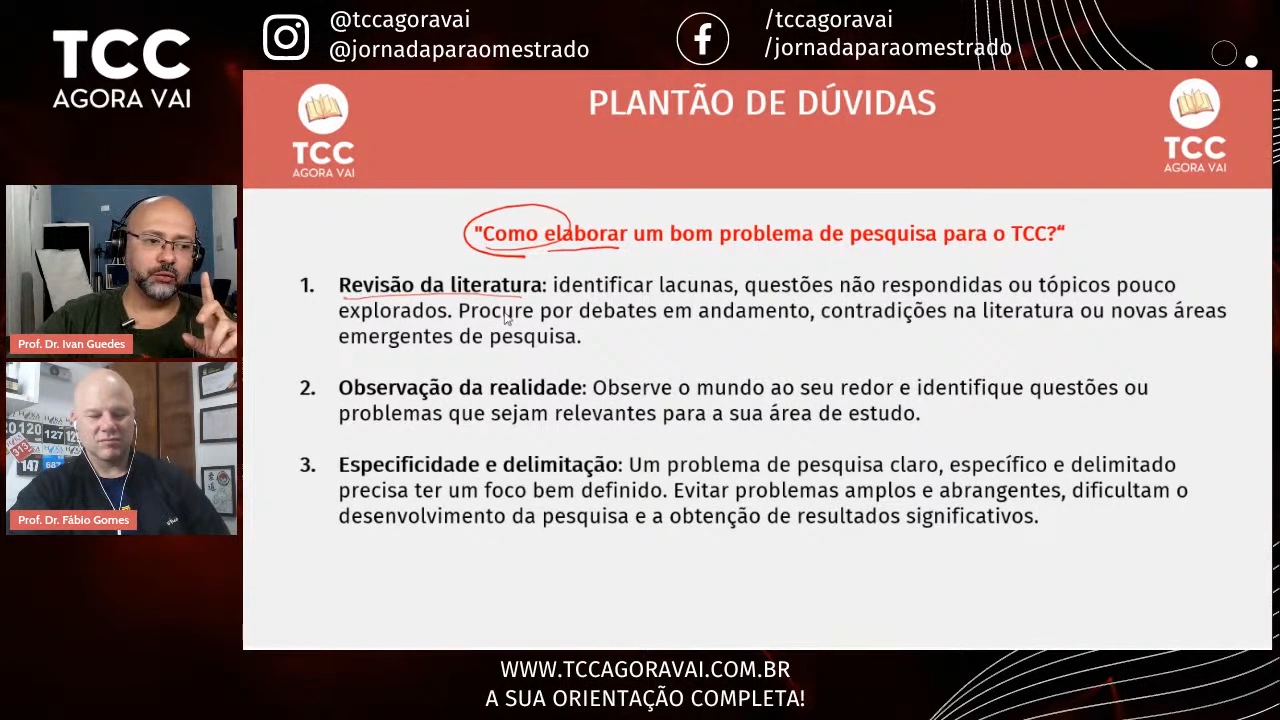 TCC
AGORA VAI
@tccagoravai
@jornadaparaomestrado
/tccagoravai
/jornadaparaomestrado
TCC
AGORA VAI
PLANTÃO DE DÚVIDAS
TCC
AGORA VAI
"Como elaborar um bom problema de pesquisa para o TCC?“
1. Revisão da literatura: identificar lacunas, questões não respondidas ou tópicos pouco
explorados. Procure por debates em andamento, contradições na literatura ou novas áreas
emergentes de pesquisa.
2. Observação da realidade: Observe o mundo ao seu redor e identifique questões ou
problemas que sejam relevantes para a sua área de estudo.
3. Especificidade e delimitação: Um problema de pesquisa claro, específico e delimitado
precisa ter um foco bem definido. Evitar problemas amplos e abrangentes, dificultam o
desenvolvimento da pesquisa e a obtenção de resultados significativos.
Prof. Dr. Ivan Guedes
120
127
313
147
687
Prof. Dr. Fábio Gomes
WWW.TCCAGORAVAI.COM.BR
A SUA ORIENTAÇÃO COMPLETA!